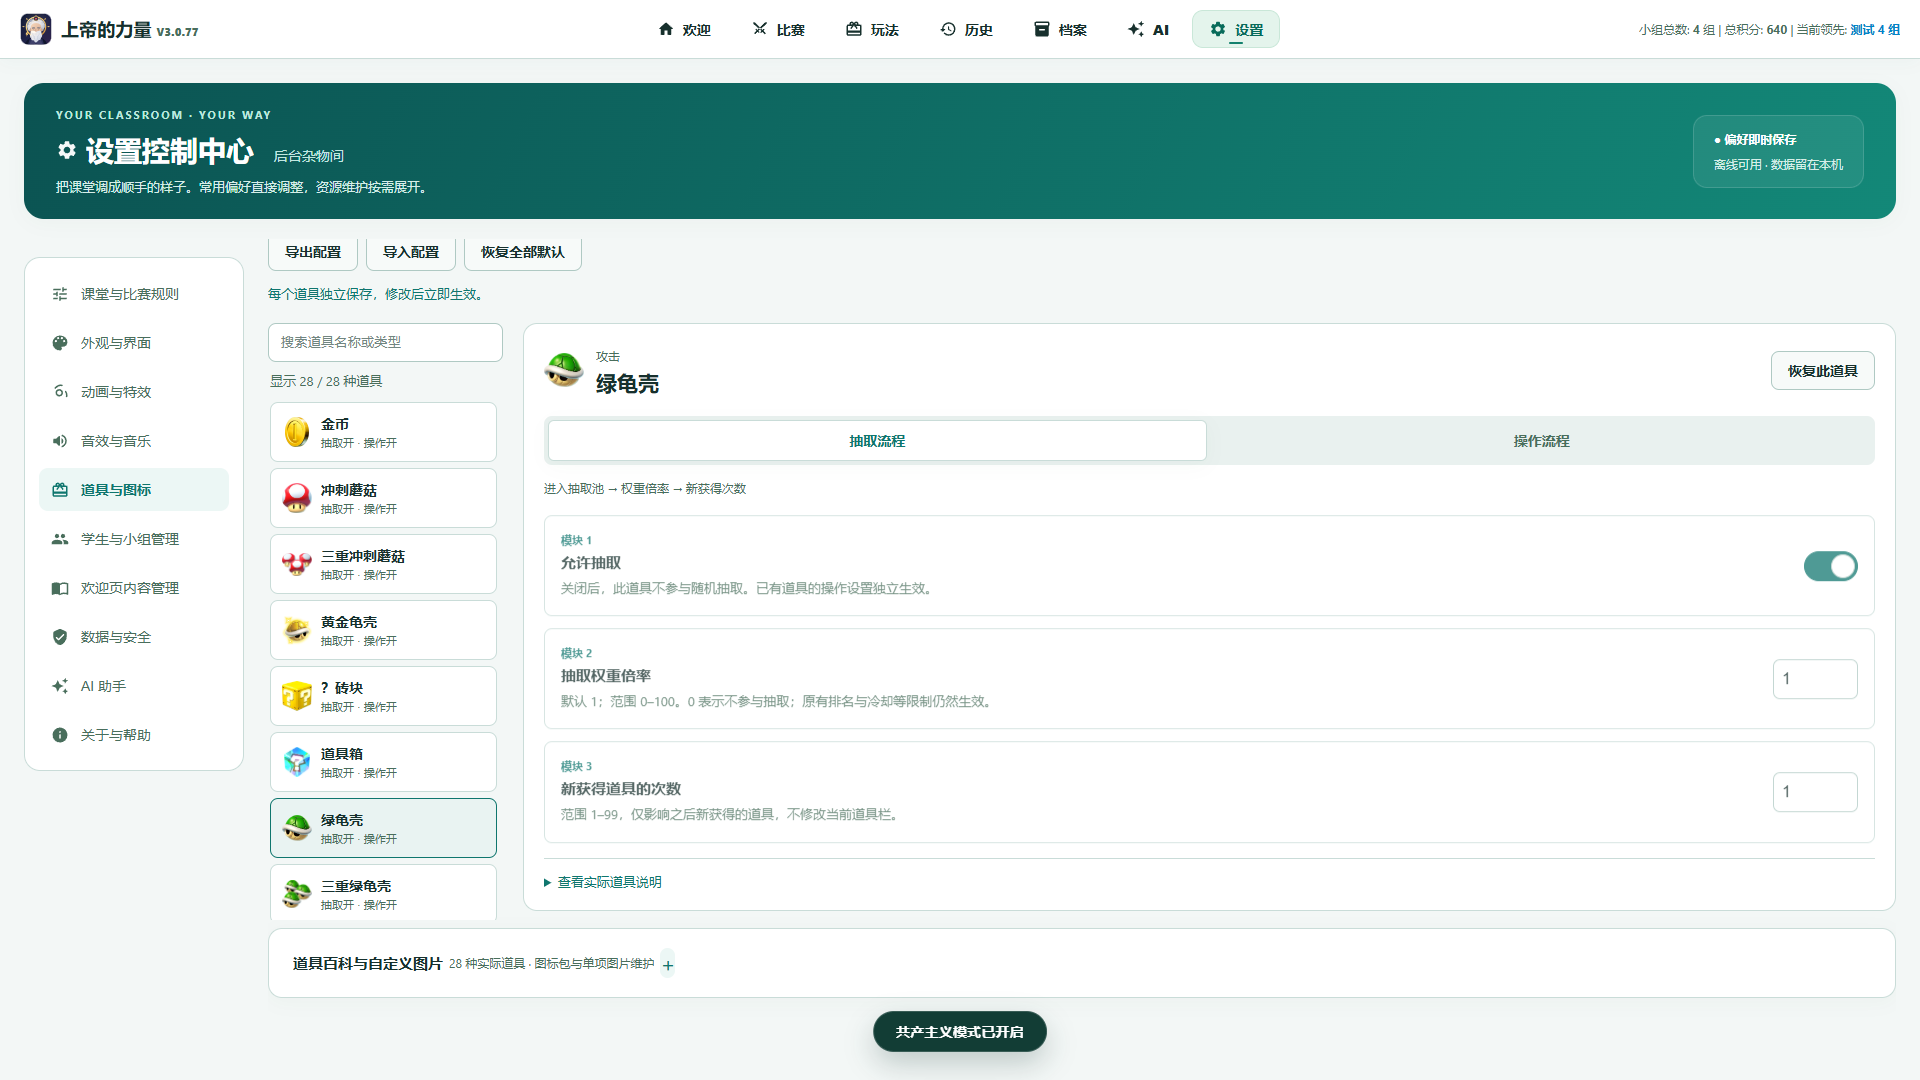 上帝的力量 V3.0.77
欢迎
比赛
玩法
历史
档案
AI
设置
小组总数: 4 组 | 总积分: 640 | 当前领先: 测试 4 组
YOUR CLASSROOM · YOUR WAY
设置控制中心 后台杂物间
把课堂调成顺手的样子。常用偏好直接调整，资源维护按需展开。
● 偏好即时保存
离线可用 · 数据留在本机
课堂与比赛规则
外观与界面
动画与特效
音效与音乐
道具与图标
学生与小组管理
欢迎页内容管理
数据与安全
AI 助手
关于与帮助
导出配置
导入配置
恢复全部默认
每个道具独立保存，修改后立即生效。
搜索道具名称或类型
显示 28 / 28 种道具
金币
抽取开 · 操作开
冲刺蘑菇
抽取开 · 操作开
三重冲刺蘑菇
抽取开 · 操作开
黄金龟壳
抽取开 · 操作开
？砖块
抽取开 · 操作开
道具箱
抽取开 · 操作开
绿龟壳
抽取开 · 操作开
三重绿龟壳
抽取开 · 操作开
攻击
绿龟壳
恢复此道具
抽取流程
操作流程
进入抽取池 → 权重倍率 → 新获得次数
模块 1
允许抽取
关闭后，此道具不参与随机抽取。已有道具的操作设置独立生效。
模块 2
抽取权重倍率
默认 1；范围 0–100。0 表示不参与抽取；原有排名与冷却等限制仍然生效。
1
模块 3
新获得道具的次数
范围 1–99，仅影响之后新获得的道具，不修改当前道具栏。
1
▶ 查看实际道具说明
道具百科与自定义图片 28 种实际道具 · 图标包与单项图片维护 +
共产主义模式已开启